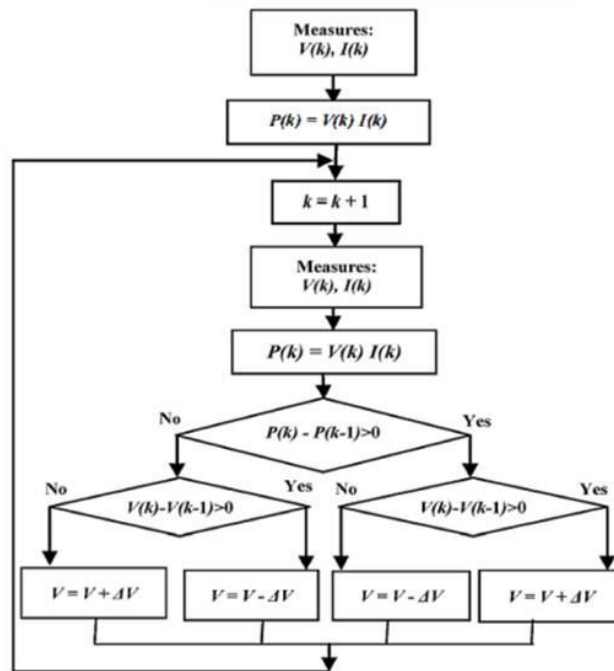 Measures:
V(k), I(k)
P(k) = V(k) I(k)
k = k + 1
Measures:
V(k), I(k)
P(k) = V(k) I(k)
No
Yes
P(k) - P(k-1)>0
No
Yes
No
Yes
V(k)-V(k-1)>0
V(k)-V(k-1)>0
V = V + ΔV
V = V - ΔV
V = V - ΔV
V = V + ΔV